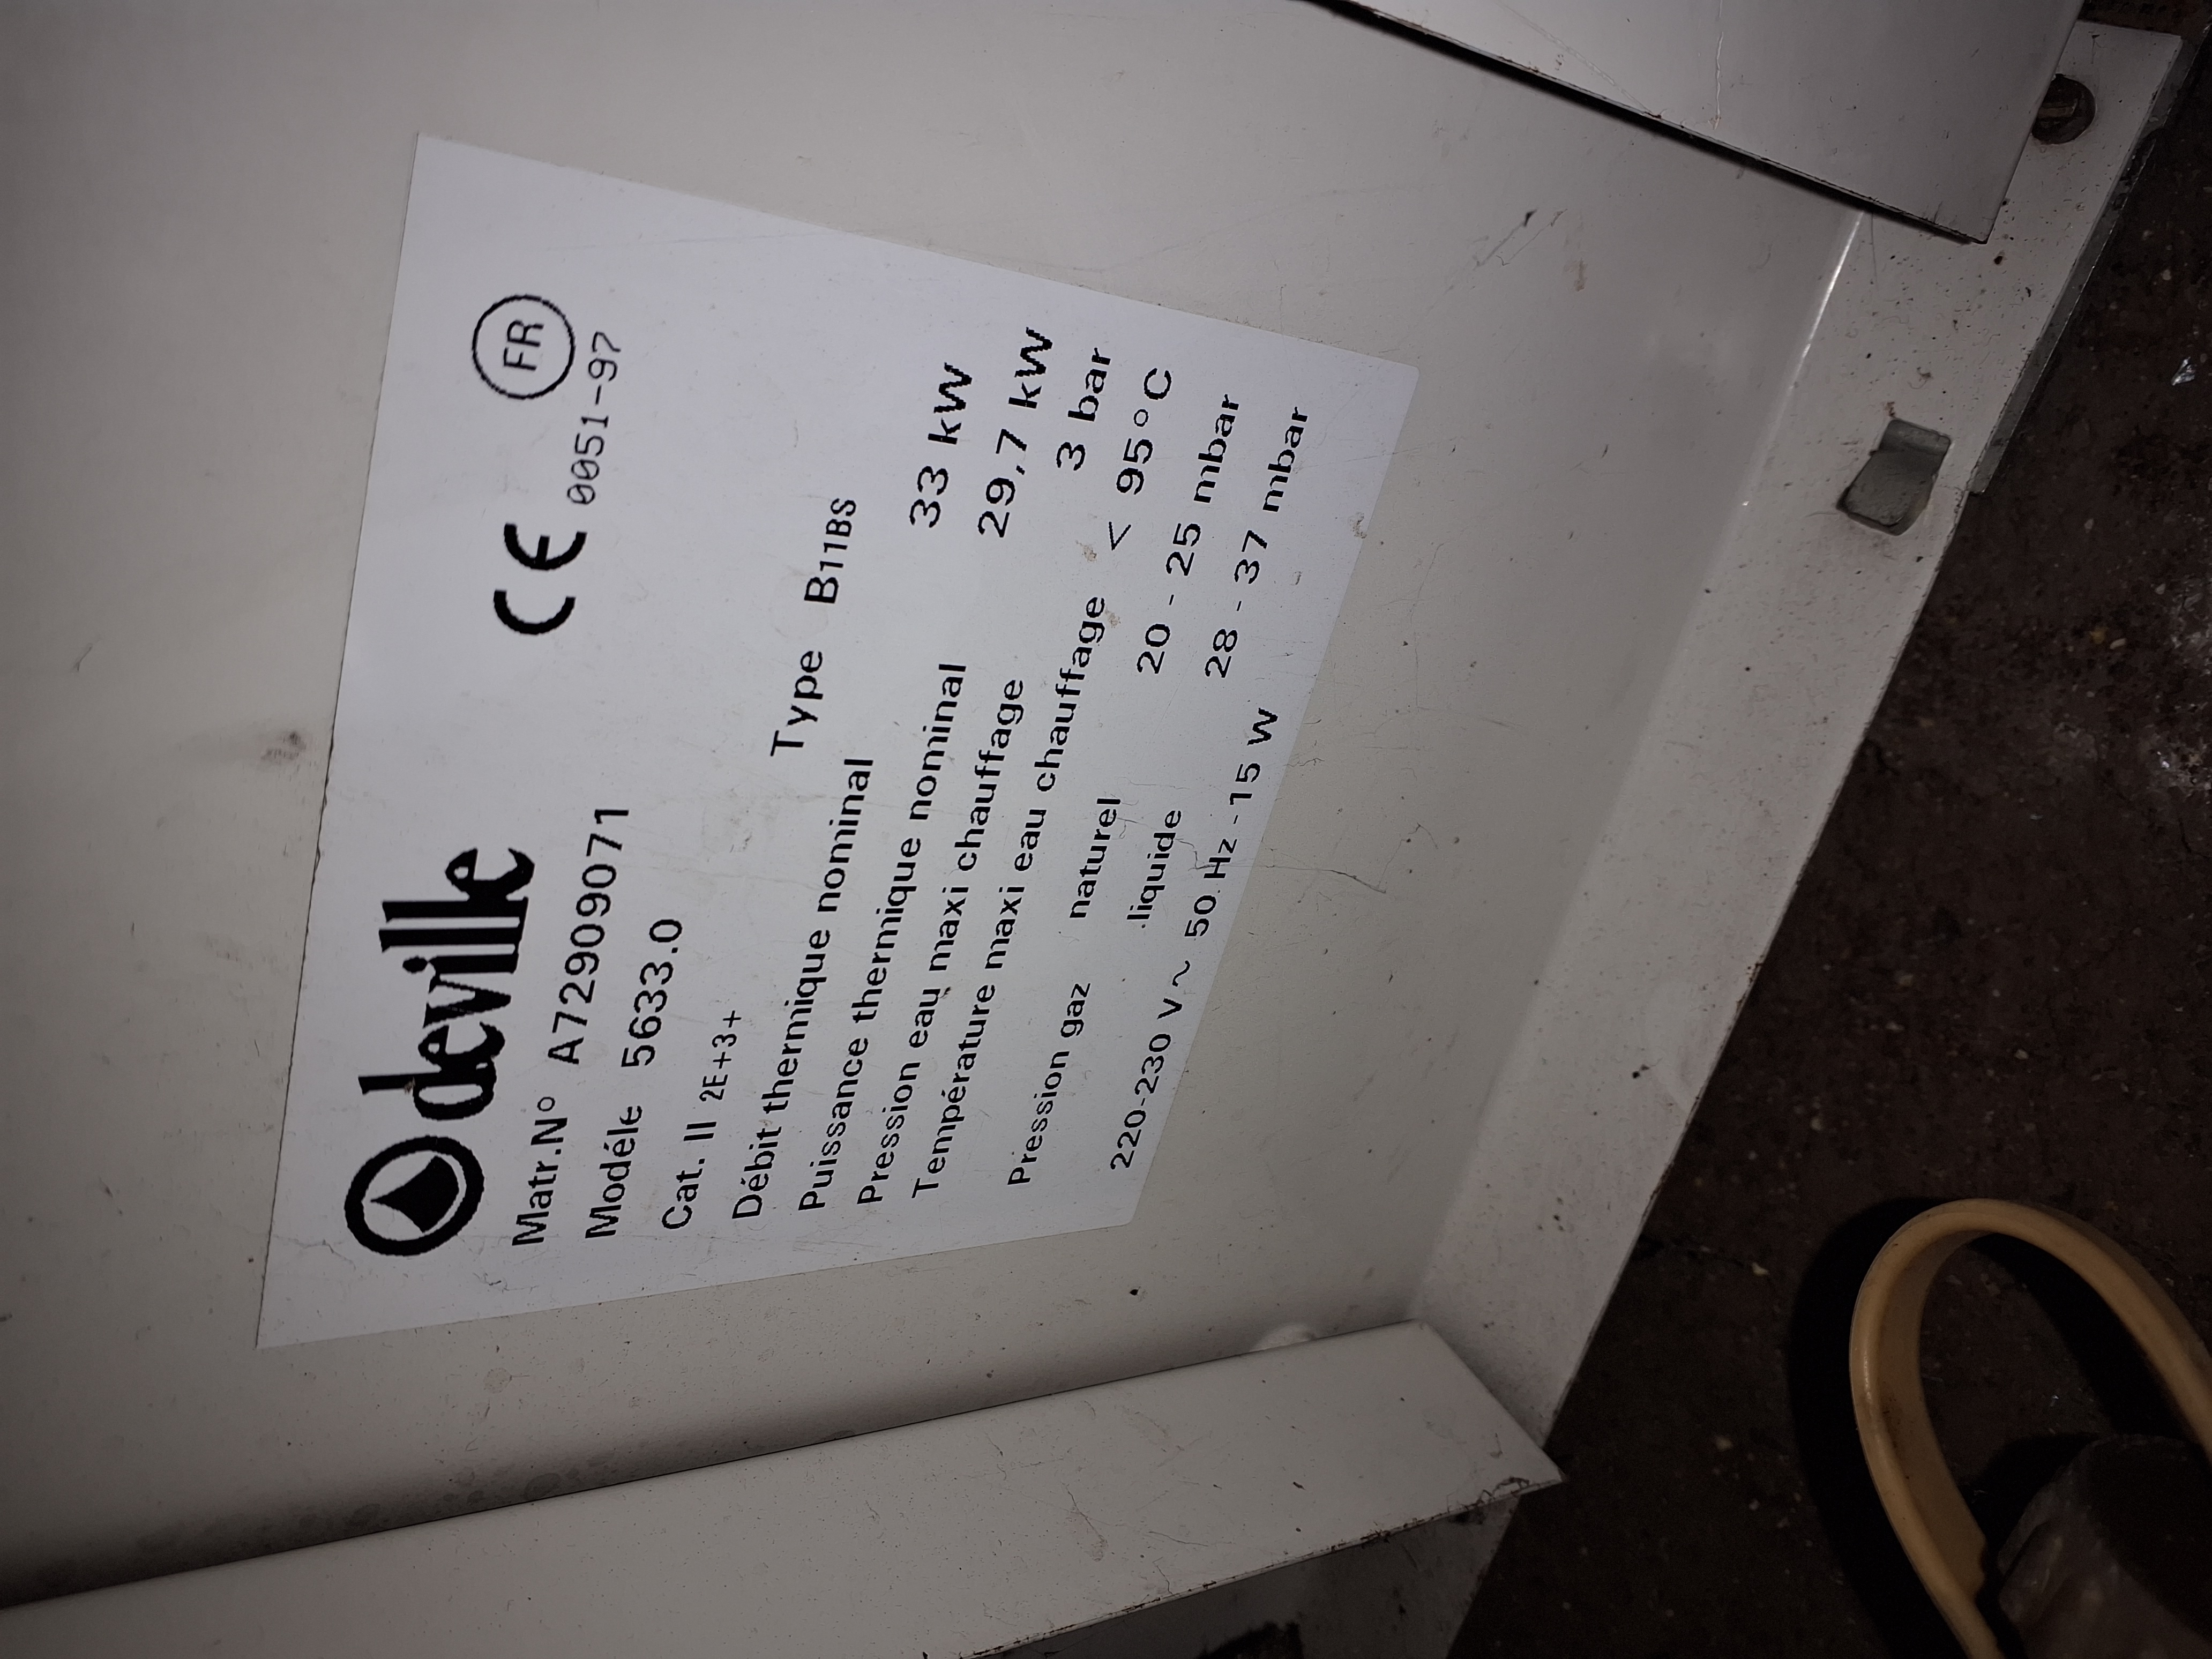 deville
CE 0051-97 FR
Matr.Nº A72909071
Modéle 5633.0
Cat. II 2E+3+ Type B11BS
Débit thermique nominal 33 kW
Puissance thermique nominal 29,7 kW
Pression eau maxi chauffage 3 bar
Température maxi eau chauffage < 95°C
Pression gaz naturel 20 - 25 mbar
liquide 28 - 37 mbar
220-230 V ~ 50 Hz - 15 W